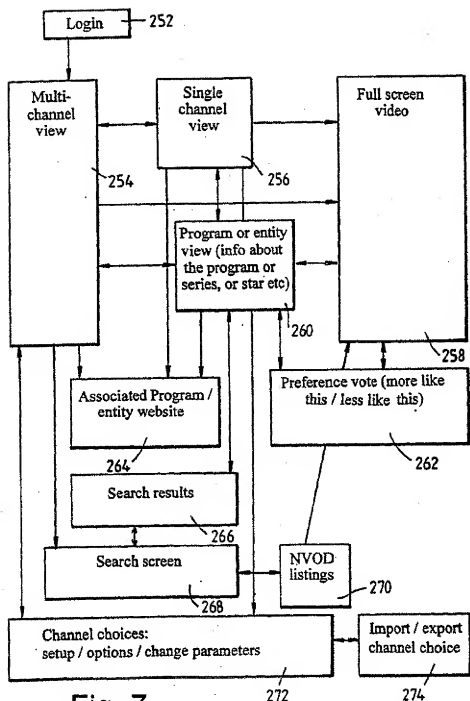 Login
252
Multi-
channel
view
254
Single
channel
view
256
Full screen
video
258
Program or entity
view (info about
the program or
series, or star etc)
260
Associated Program /
entity website
264
Preference vote (more like
this / less like this)
262
Search results
266
Search screen
268
NVOD
listings
270
Channel choices:
setup / options / change parameters
272
Import / export
channel choice
274